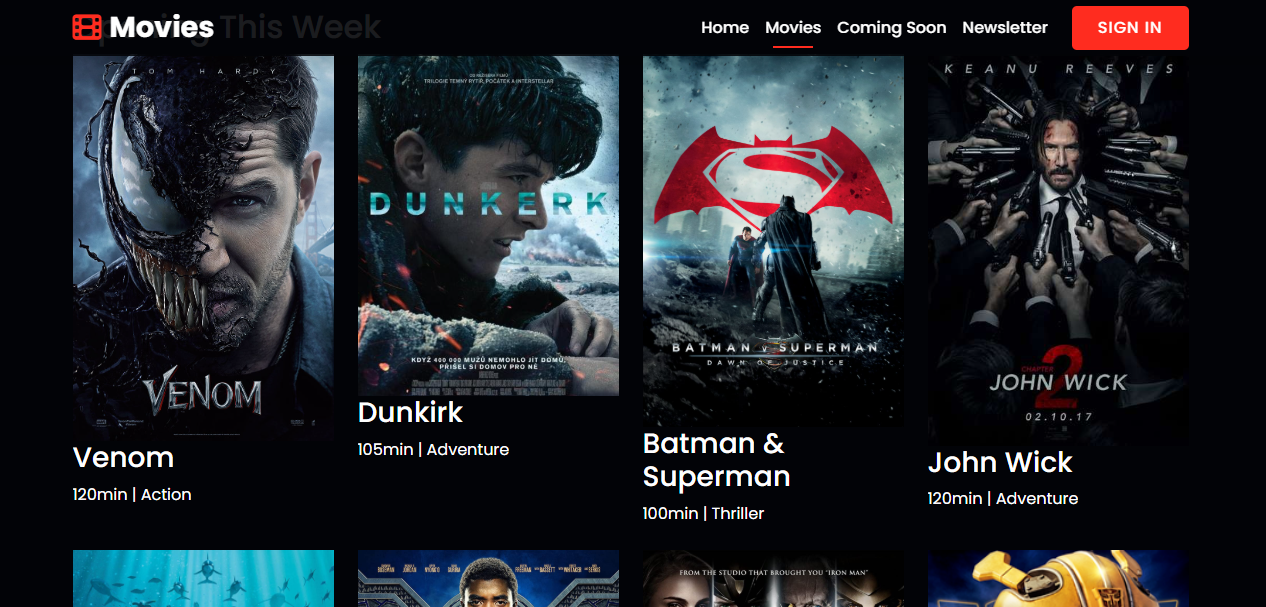 Movies
This Week
Home Movies Coming Soon Newsletter SIGN IN
TOM HARDY
VENOM
Venom
120min | Action
OD REŽISÉRA FILMŮ
TRILOGIE TEMNÝ RYTÍŘ, POČÁTEK A INTERSTELLAR
DUNKERK
KDYŽ 400 000 MUŽŮ NEMOHLO JÍT DOMŮ,
PŘIŠEL SI DOMOV PRO NĚ
Dunkirk
105min | Adventure
BATMAN v SUPERMAN
DAWN OF JUSTICE
Batman &
Superman
100min | Thriller
KEANU REEVES
CHAPTER 2
JOHN WICK
02.10.17
John Wick
120min | Adventure
FROM THE STUDIO THAT BROUGHT YOU "IRON MAN"